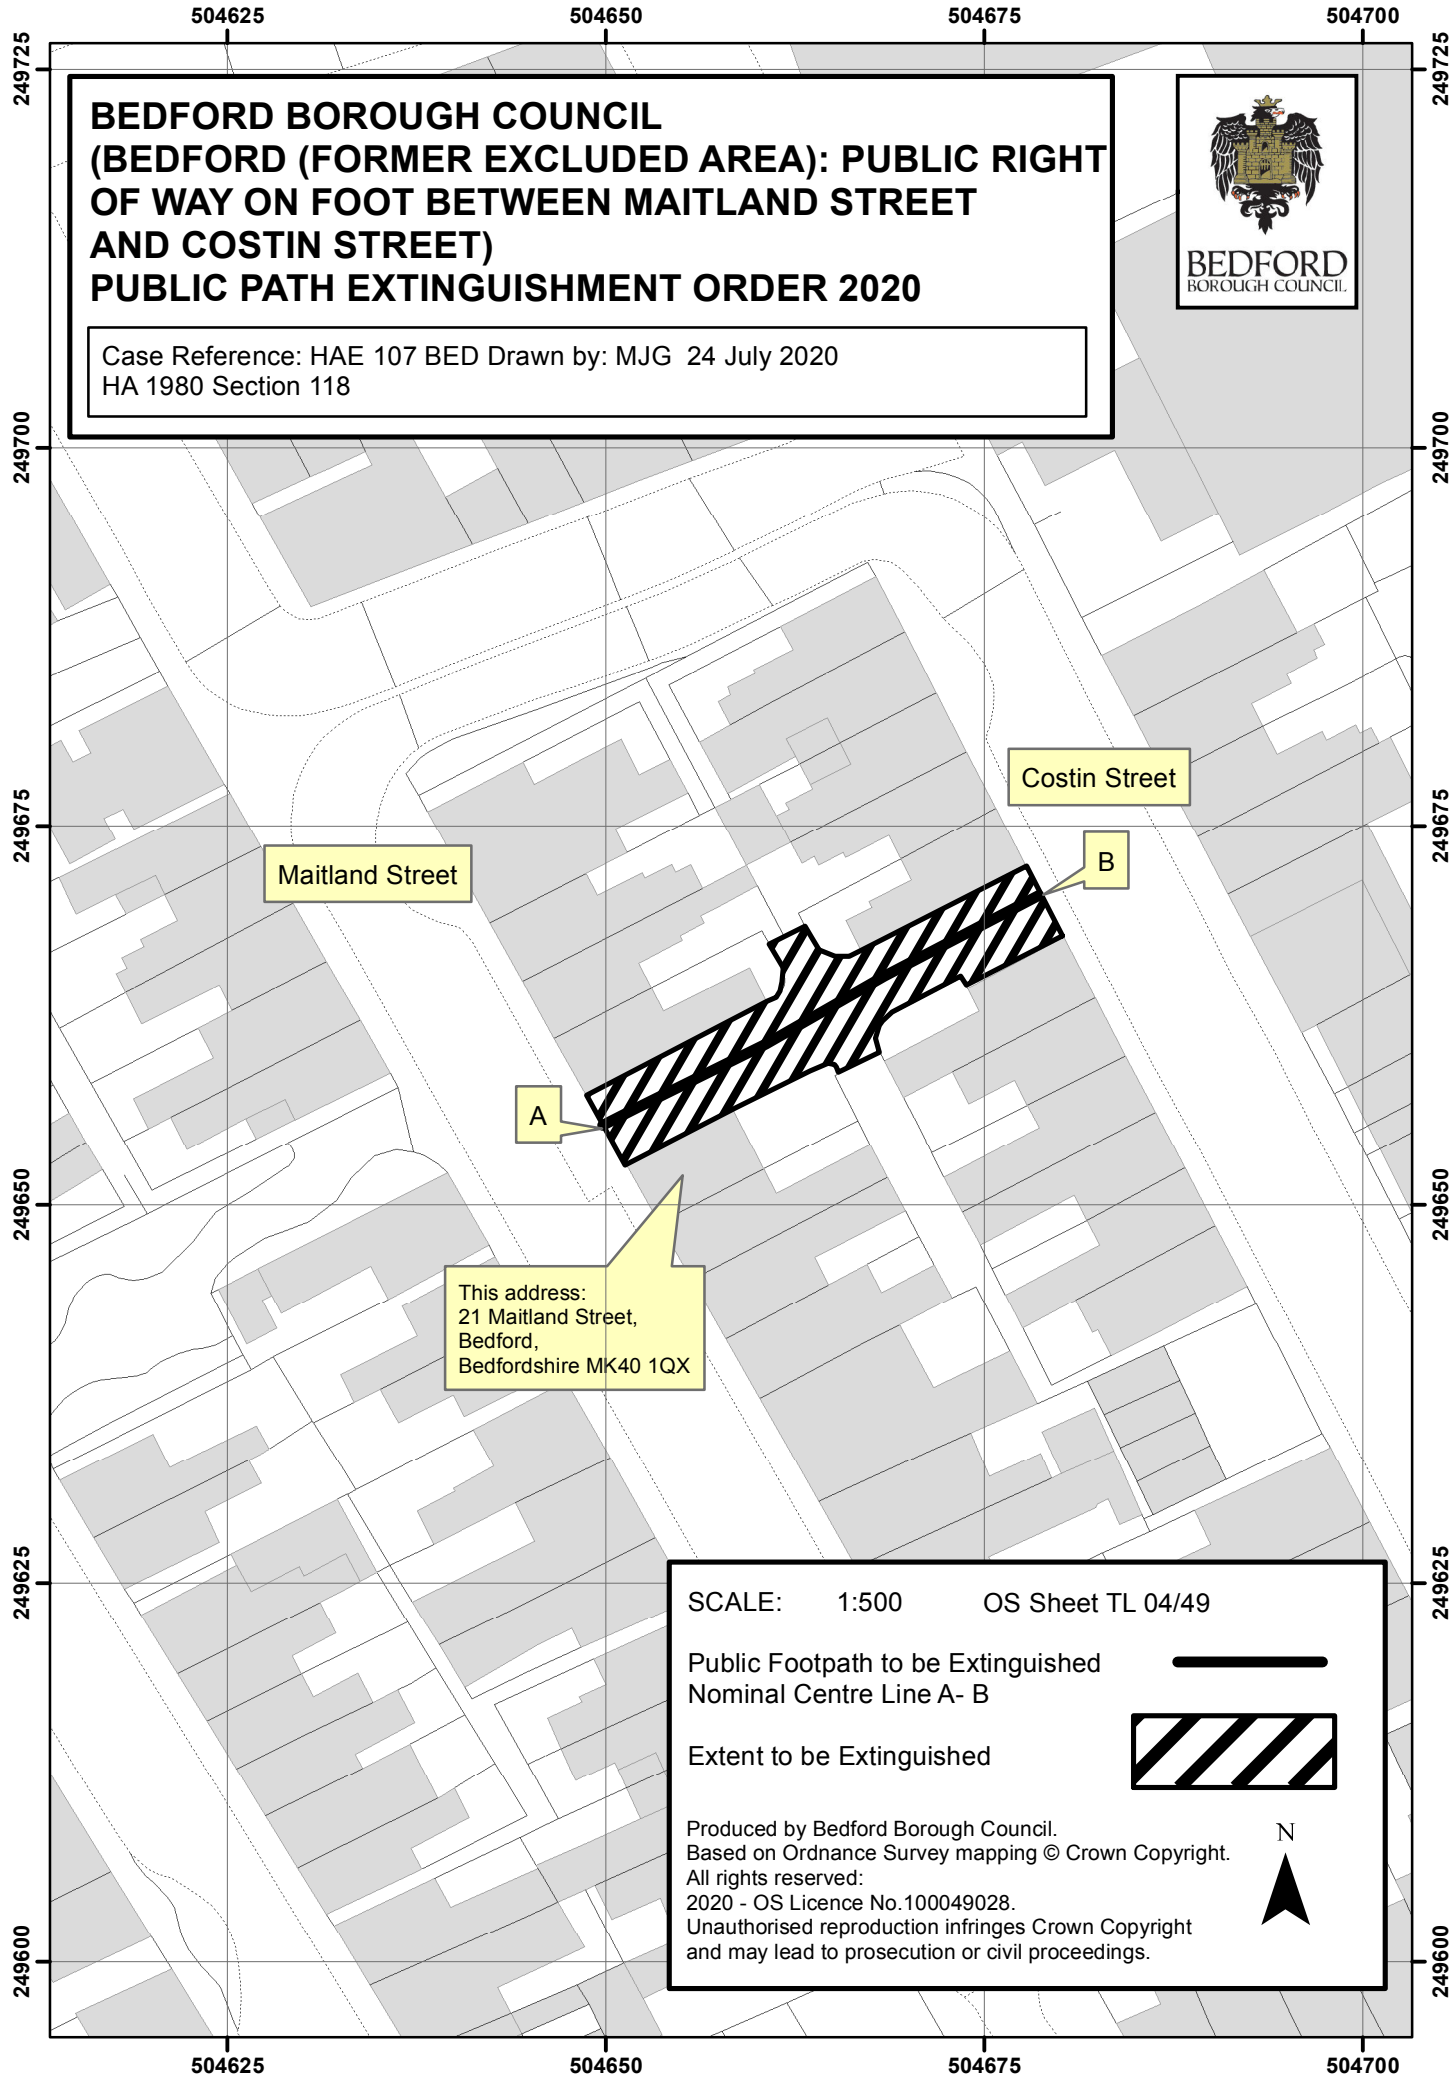 504625 504650 504675 504700
249725 249725
BEDFORD BOROUGH COUNCIL
(BEDFORD (FORMER EXCLUDED AREA): PUBLIC RIGHT
OF WAY ON FOOT BETWEEN MAITLAND STREET
AND COSTIN STREET)
PUBLIC PATH EXTINGUISHMENT ORDER 2020
Case Reference: HAE 107 BED Drawn by: MJG 24 July 2020
HA 1980 Section 118
BEDFORD
BOROUGH COUNCIL
249700 249700
Costin Street
249675 249675
Maitland Street
B
A
249650 249650
This address:
21 Maitland Street,
Bedford,
Bedfordshire MK40 1QX
249625 249625
SCALE: 1:500 OS Sheet TL 04/49
Public Footpath to be Extinguished
Nominal Centre Line A- B
Extent to be Extinguished
Produced by Bedford Borough Council.
Based on Ordnance Survey mapping © Crown Copyright.
All rights reserved:
2020 - OS Licence No.100049028.
Unauthorised reproduction infringes Crown Copyright
and may lead to prosecution or civil proceedings.
N
249600 249600
504625 504650 504675 504700